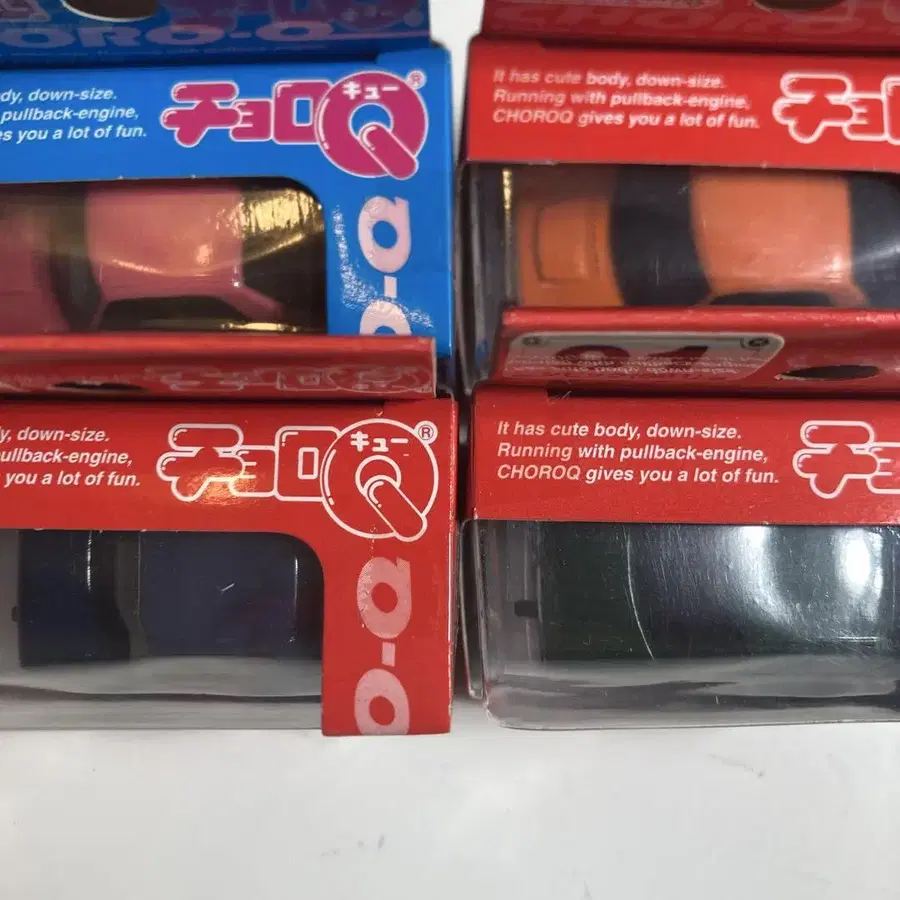 CHORO-Q
dy, down-size.
pullback-engine,
s you a lot of fun.
チョロQ
キュー
®
O-Q
It has cute body, down-size.
Running with pullback-engine,
CHOROQ gives you a lot of fun.
チョロ
y, down-size.
ullback-engine,
you a lot of fun.
チョロQ
キュー
®
O-Q
It has cute body, down-size.
Running with pullback-engine,
CHOROQ gives you a lot of fun.
チョ